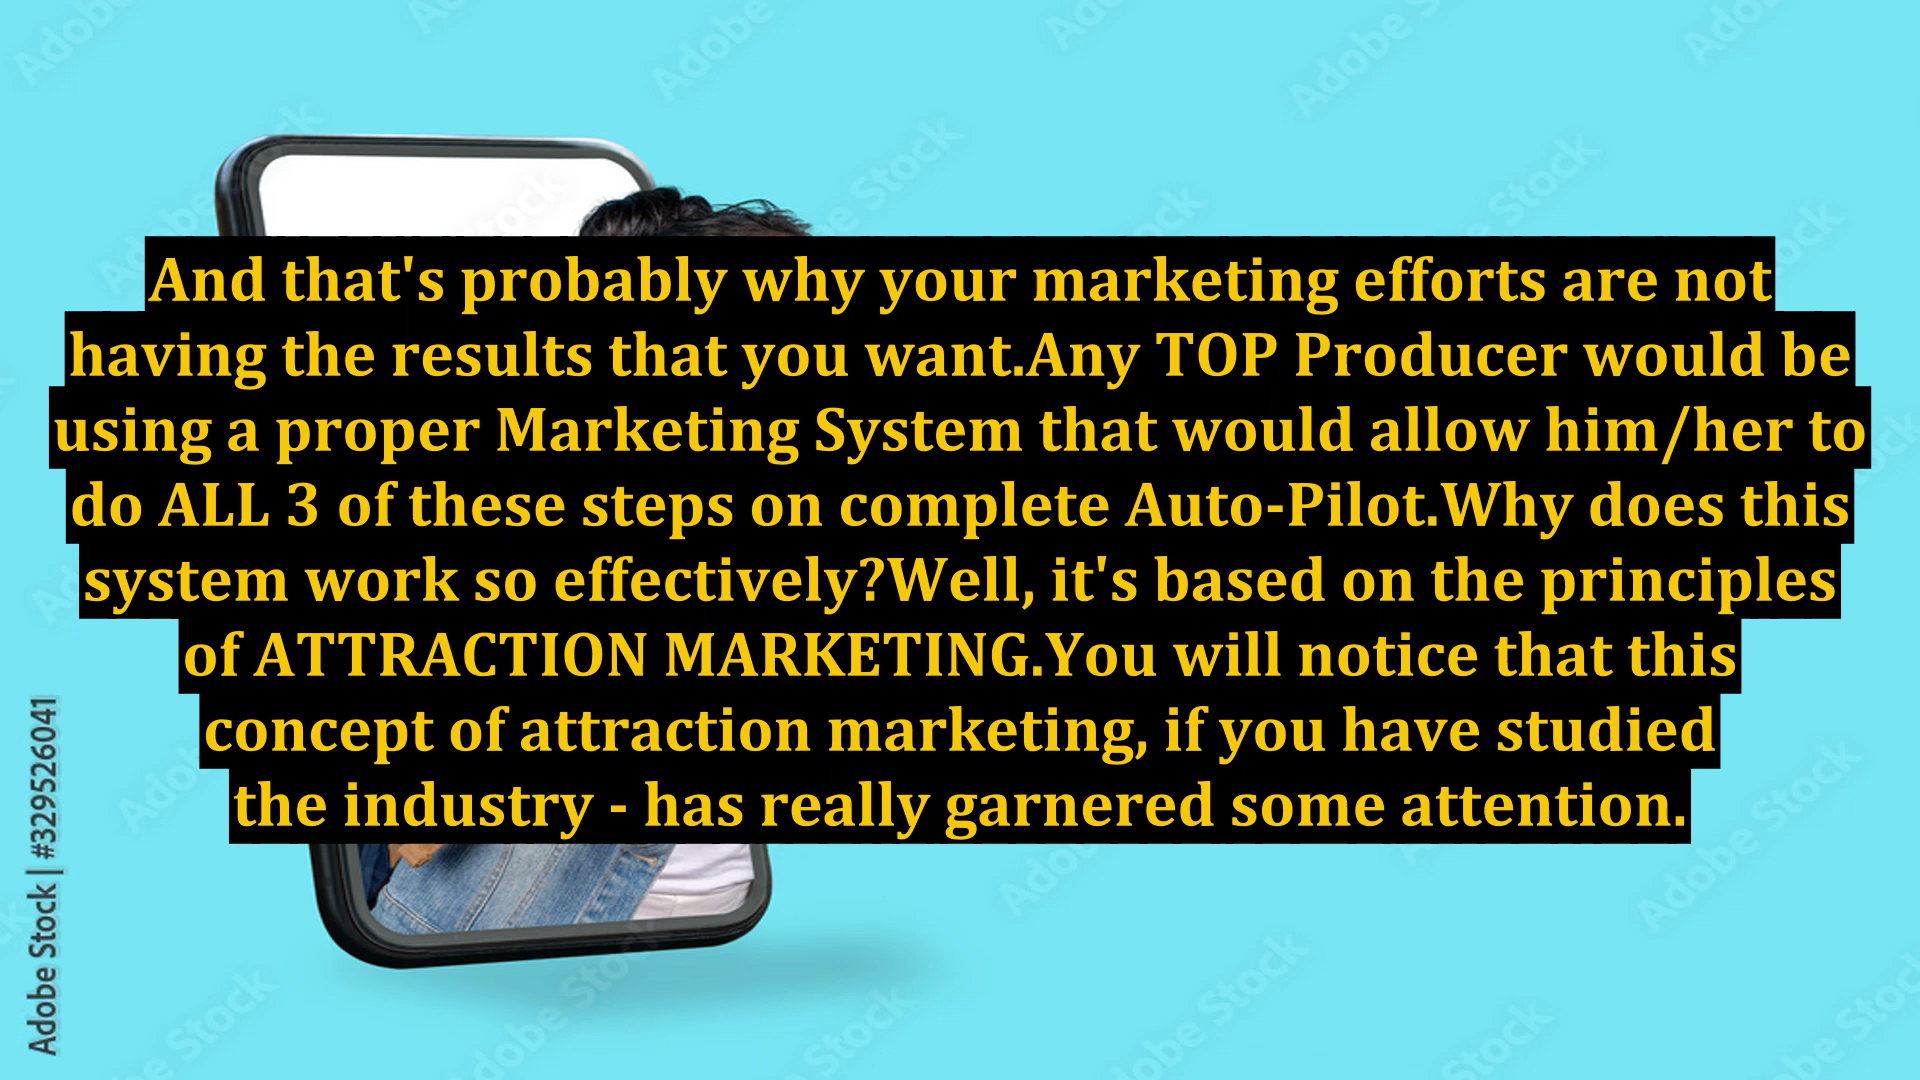 And that's probably why your marketing efforts are not
having the results that you want.Any TOP Producer would be
using a proper Marketing System that would allow him/her to
do ALL 3 of these steps on complete Auto-Pilot.Why does this
system work so effectively?Well, it's based on the principles
of ATTRACTION MARKETING.You will notice that this
concept of attraction marketing, if you have studied
the industry - has really garnered some attention.
Adobe Stock | #329526041